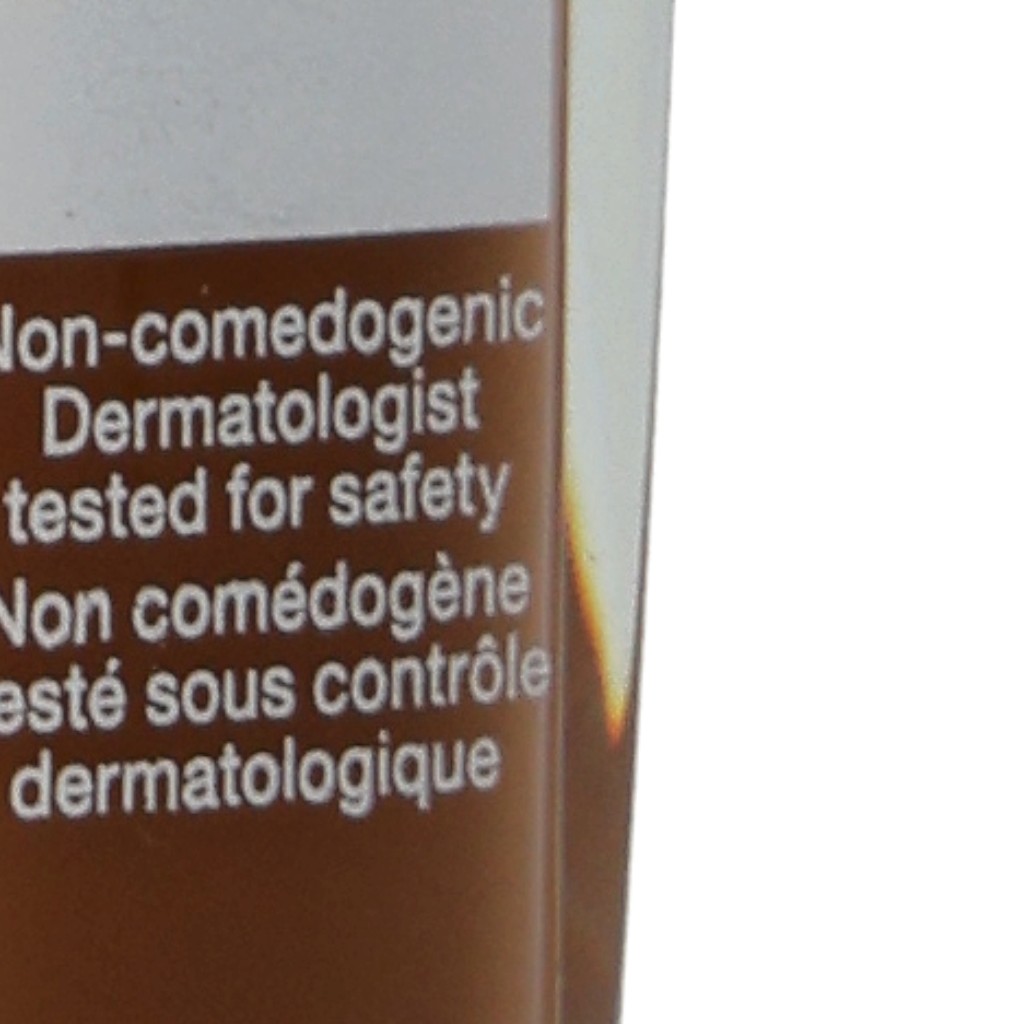 Non-comedogenic
Dermatologist
tested for safety
Non comédogène
esté sous contrôle
dermatologique